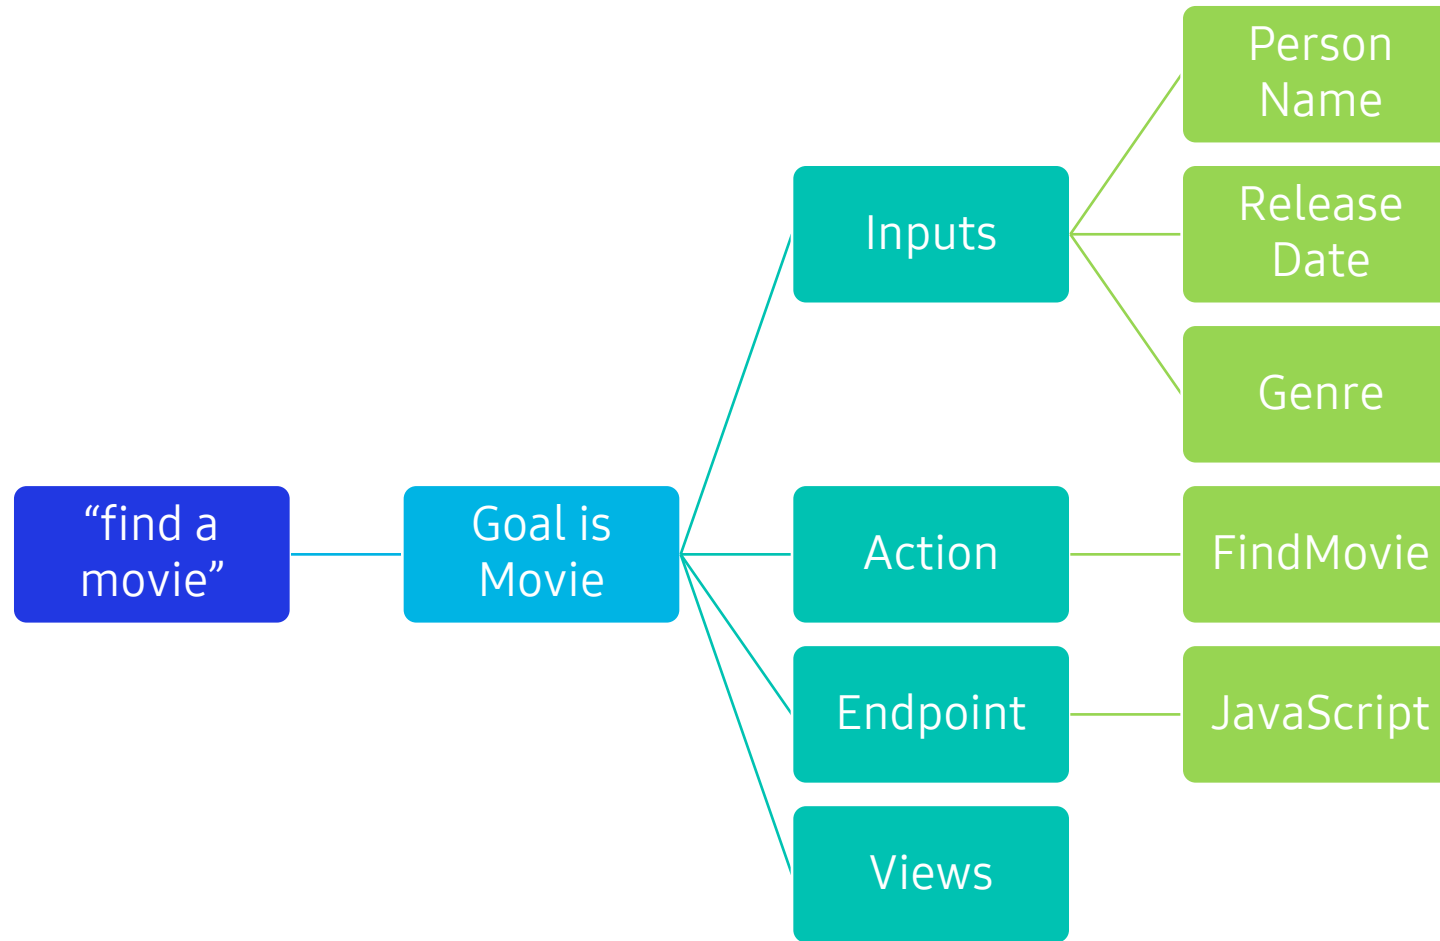 “find a
movie”
Goal is
Movie
Inputs
Person
Name
Release
Date
Genre
Action
FindMovie
Endpoint
JavaScript
Views